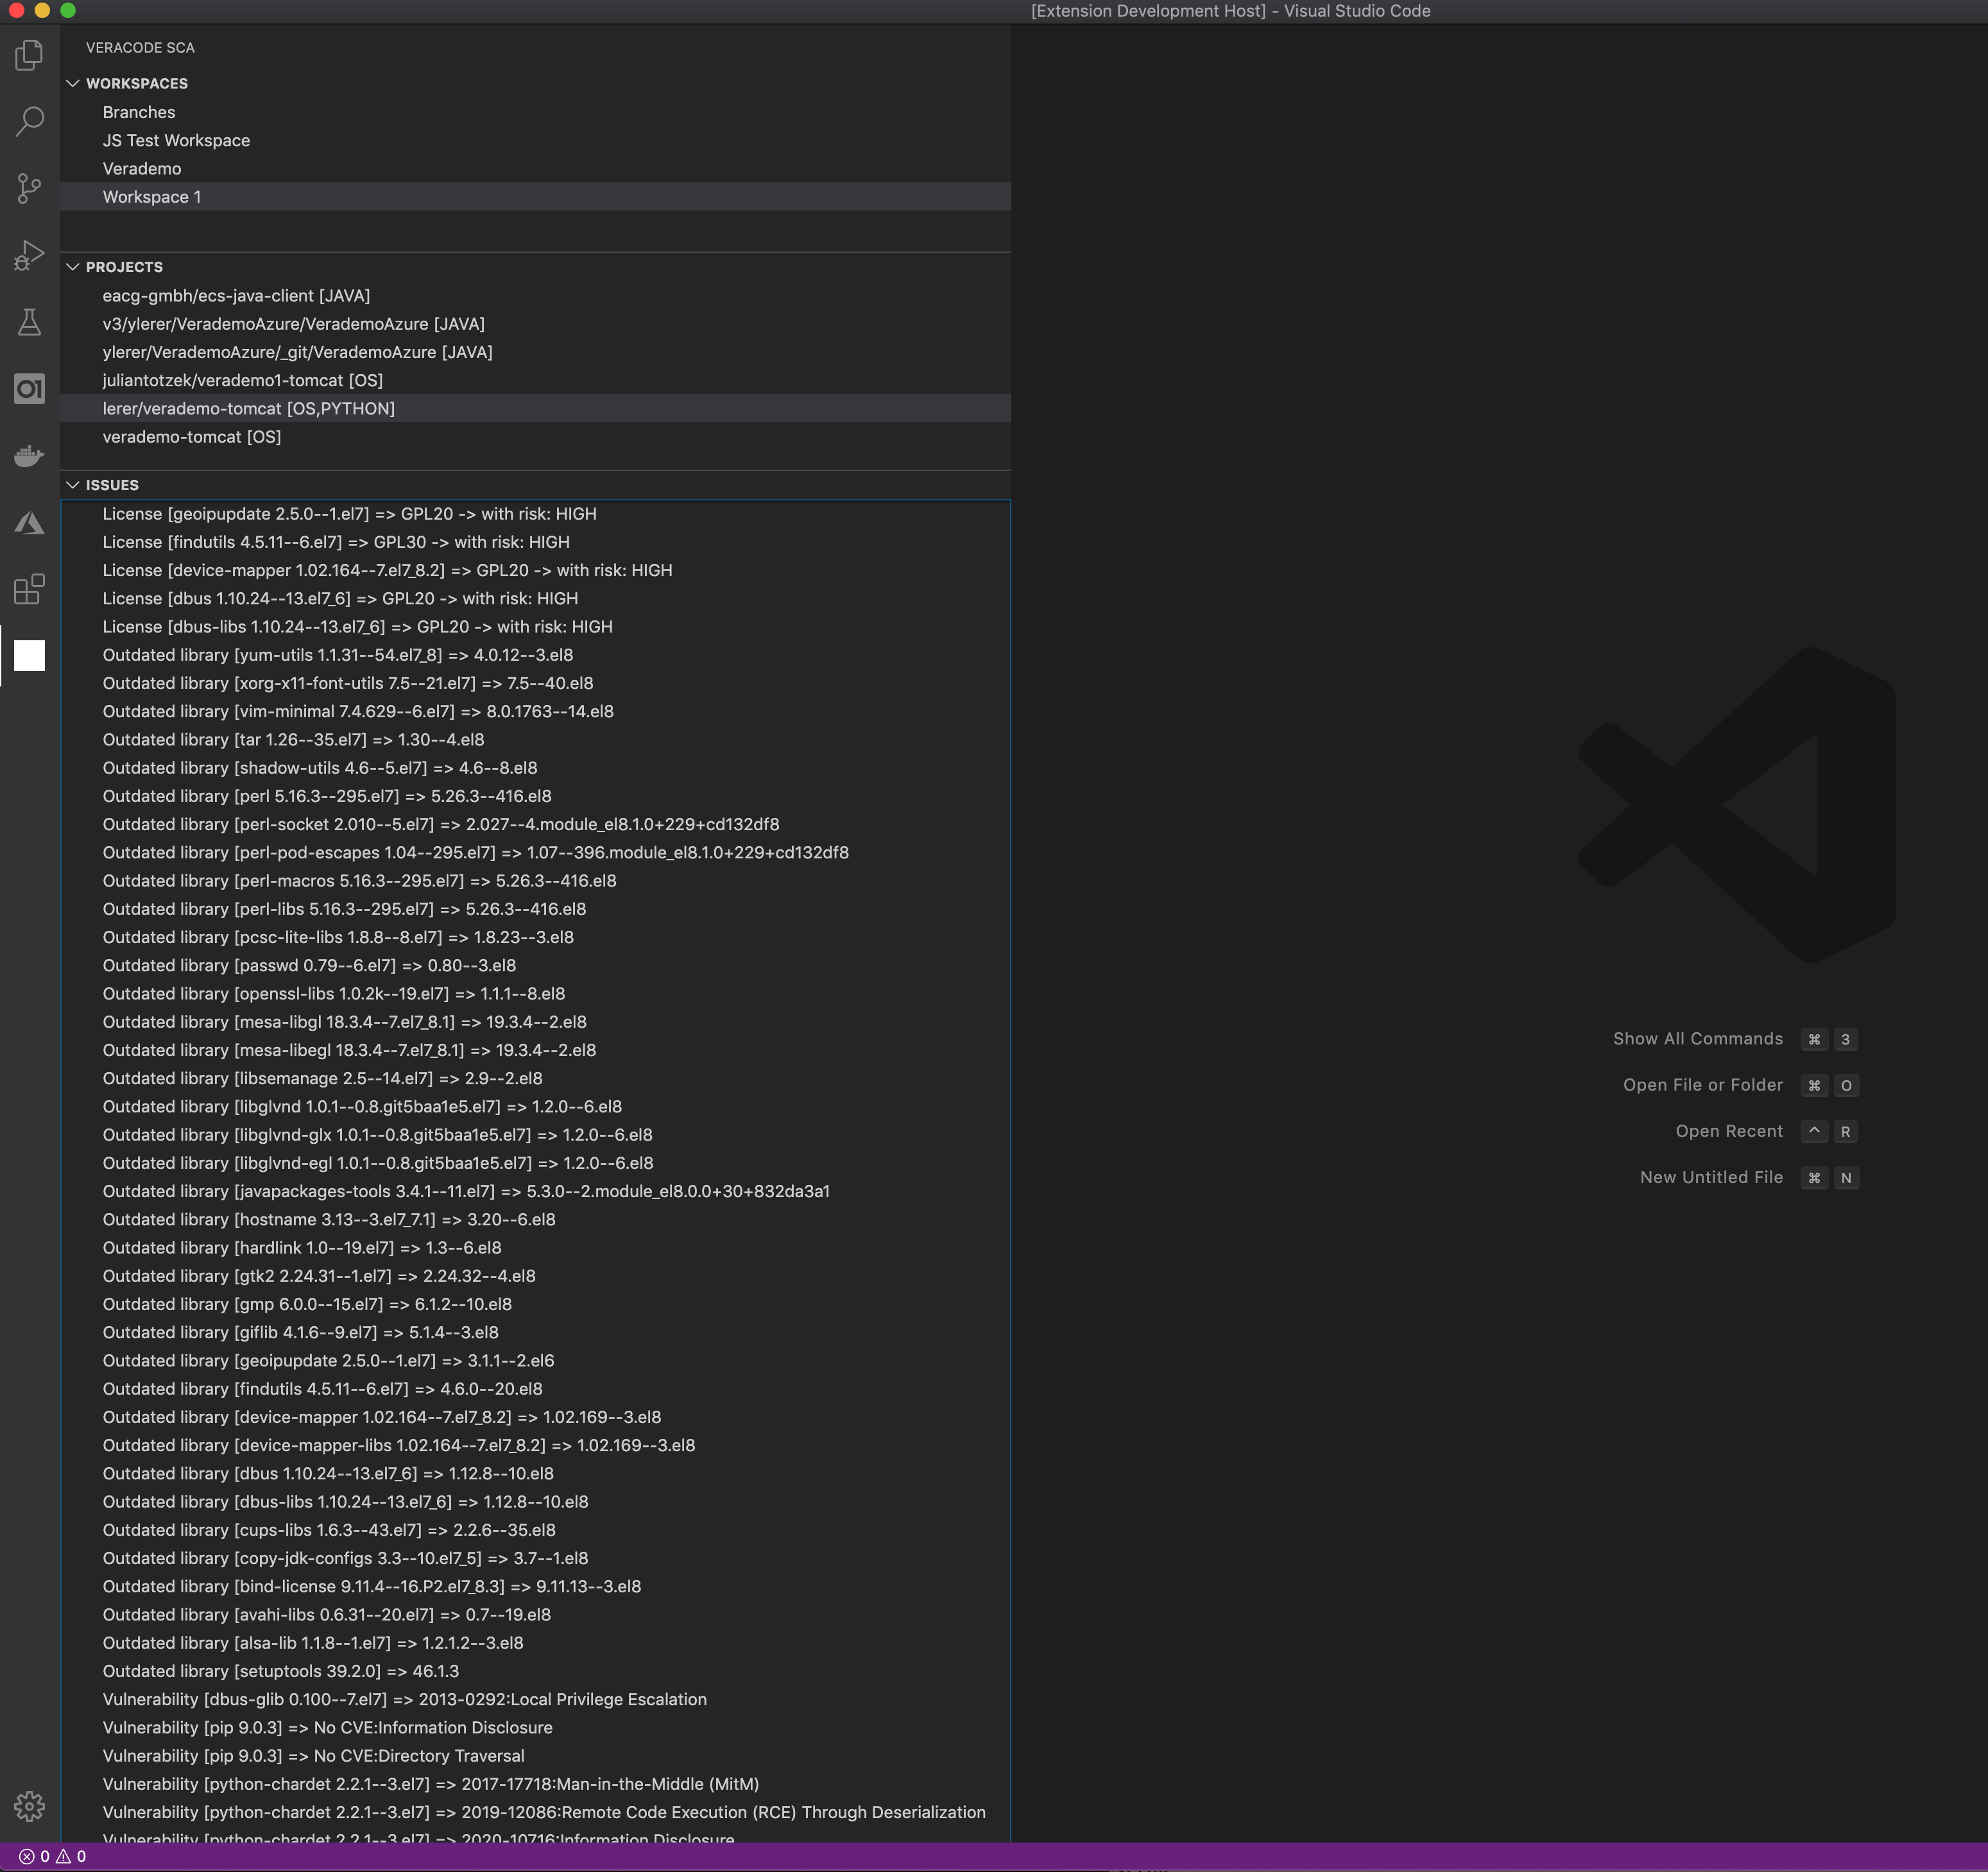 [Extension Development Host] - Visual Studio Code
VERACODE SCA
WORKSPACES
Branches
JS Test Workspace
Verademo
Workspace 1
PROJECTS
eacg-gmbh/ecs-java-client [JAVA]
v3/ylerer/VerademoAzure/VerademoAzure [JAVA]
ylerer/VerademoAzure/_git/VerademoAzure [JAVA]
juliantotzek/verademo1-tomcat [OS]
lerer/verademo-tomcat [OS,PYTHON]
verademo-tomcat [OS]
ISSUES
License [geoipupdate 2.5.0--1.el7] => GPL20 -> with risk: HIGH
License [findutils 4.5.11--6.el7] => GPL30 -> with risk: HIGH
License [device-mapper 1.02.164--7.el7_8.2] => GPL20 -> with risk: HIGH
License [dbus 1.10.24--13.el7_6] => GPL20 -> with risk: HIGH
License [dbus-libs 1.10.24--13.el7_6] => GPL20 -> with risk: HIGH
Outdated library [yum-utils 1.1.31--54.el7_8] => 4.0.12--3.el8
Outdated library [xorg-x11-font-utils 7.5--21.el7] => 7.5--40.el8
Outdated library [vim-minimal 7.4.629--6.el7] => 8.0.1763--14.el8
Outdated library [tar 1.26--35.el7] => 1.30--4.el8
Outdated library [shadow-utils 4.6--5.el7] => 4.6--8.el8
Outdated library [perl 5.16.3--295.el7] => 5.26.3--416.el8
Outdated library [perl-socket 2.010--5.el7] => 2.027--4.module_el8.1.0+229+cd132df8
Outdated library [perl-pod-escapes 1.04--295.el7] => 1.07--396.module_el8.1.0+229+cd132df8
Outdated library [perl-macros 5.16.3--295.el7] => 5.26.3--416.el8
Outdated library [perl-libs 5.16.3--295.el7] => 5.26.3--416.el8
Outdated library [pcsc-lite-libs 1.8.8--8.el7] => 1.8.23--3.el8
Outdated library [passwd 0.79--6.el7] => 0.80--3.el8
Outdated library [openssl-libs 1.0.2k--19.el7] => 1.1.1--8.el8
Outdated library [mesa-libgl 18.3.4--7.el7_8.1] => 19.3.4--2.el8
Outdated library [mesa-libegl 18.3.4--7.el7_8.1] => 19.3.4--2.el8
Outdated library [libsemanage 2.5--14.el7] => 2.9--2.el8
Outdated library [libglvnd 1.0.1--0.8.git5baa1e5.el7] => 1.2.0--6.el8
Outdated library [libglvnd-glx 1.0.1--0.8.git5baa1e5.el7] => 1.2.0--6.el8
Outdated library [libglvnd-egl 1.0.1--0.8.git5baa1e5.el7] => 1.2.0--6.el8
Outdated library [javapackages-tools 3.4.1--11.el7] => 5.3.0--2.module_el8.0.0+30+832da3a1
Outdated library [hostname 3.13--3.el7_7.1] => 3.20--6.el8
Outdated library [hardlink 1.0--19.el7] => 1.3--6.el8
Outdated library [gtk2 2.24.31--1.el7] => 2.24.32--4.el8
Outdated library [gmp 6.0.0--15.el7] => 6.1.2--10.el8
Outdated library [giflib 4.1.6--9.el7] => 5.1.4--3.el8
Outdated library [geoipupdate 2.5.0--1.el7] => 3.1.1--2.el6
Outdated library [findutils 4.5.11--6.el7] => 4.6.0--20.el8
Outdated library [device-mapper 1.02.164--7.el7_8.2] => 1.02.169--3.el8
Outdated library [device-mapper-libs 1.02.164--7.el7_8.2] => 1.02.169--3.el8
Outdated library [dbus 1.10.24--13.el7_6] => 1.12.8--10.el8
Outdated library [dbus-libs 1.10.24--13.el7_6] => 1.12.8--10.el8
Outdated library [cups-libs 1.6.3--43.el7] => 2.2.6--35.el8
Outdated library [copy-jdk-configs 3.3--10.el7_5] => 3.7--1.el8
Outdated library [bind-license 9.11.4--16.P2.el7_8.3] => 9.11.13--3.el8
Outdated library [avahi-libs 0.6.31--20.el7] => 0.7--19.el8
Outdated library [alsa-lib 1.1.8--1.el7] => 1.2.1.2--3.el8
Outdated library [setuptools 39.2.0] => 46.1.3
Vulnerability [dbus-glib 0.100--7.el7] => 2013-0292:Local Privilege Escalation
Vulnerability [pip 9.0.3] => No CVE:Information Disclosure
Vulnerability [pip 9.0.3] => No CVE:Directory Traversal
Vulnerability [python-chardet 2.2.1--3.el7] => 2017-17718:Man-in-the-Middle (MitM)
Vulnerability [python-chardet 2.2.1--3.el7] => 2019-12086:Remote Code Execution (RCE) Through Deserialization
Vulnerability [python-chardet 2.2.1--3.el7] => 2020-10716:Information Disclosure
Show All Commands ⌘ 3
Open File or Folder ⌘ O
Open Recent ^ R
New Untitled File ⌘ N
0 0